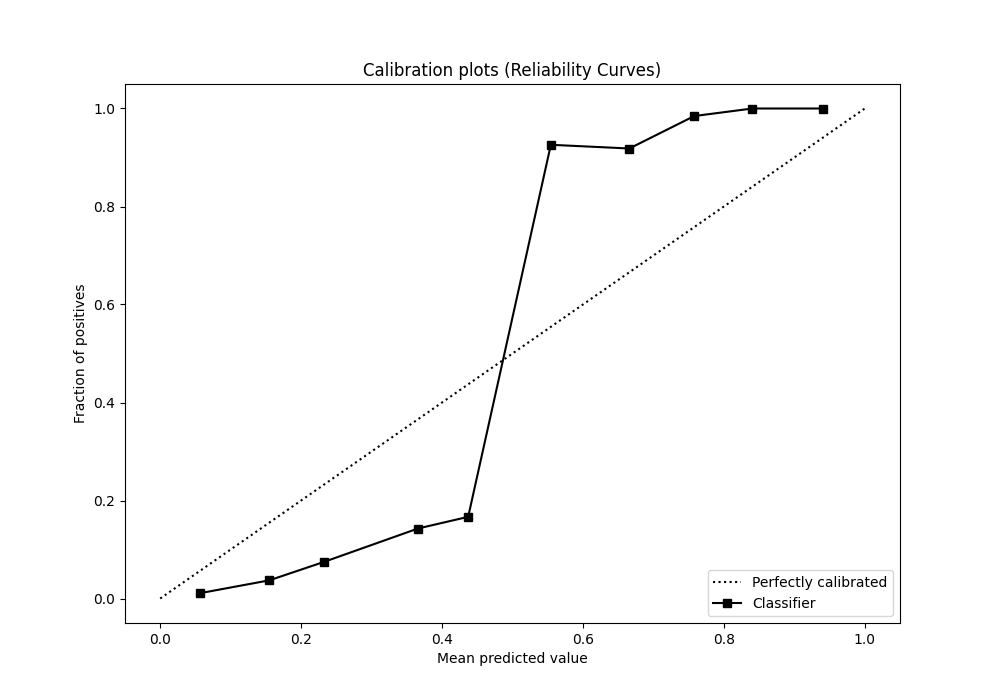 Calibration plots (Reliability Curves)
1.0
0.8
0.6
0.4
0.2
0.0
Fraction of positives
0.0 0.2 0.4 0.6 0.8 1.0
Mean predicted value
Perfectly calibrated
Classifier